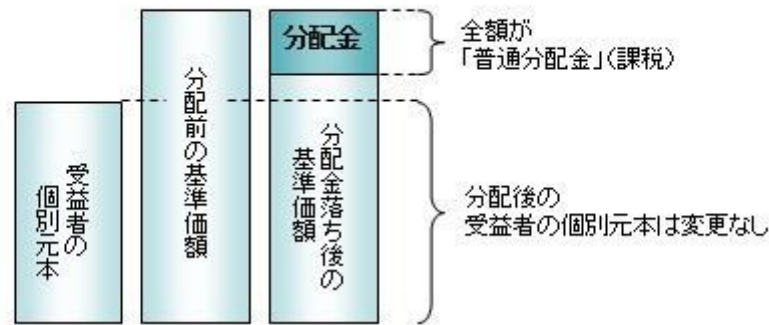 受益者の
個別元本
分配前の基準価額
分配金
分配金落ち後の
基準価額
全額が
「普通分配金」(課税)
分配後の
受益者の個別元本は変更なし